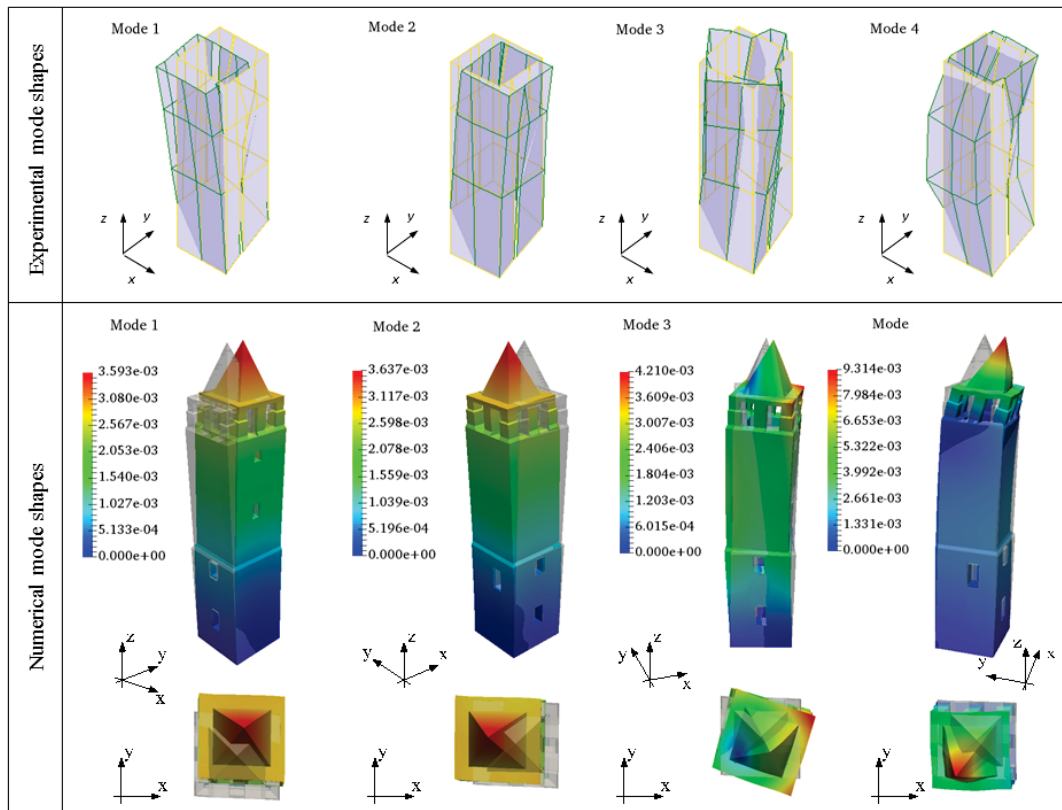 Experimental mode shapes
Mode 1
Mode 2
Mode 3
Mode 4
z
y
x
z
y
x
z
y
x
z
y
x
Numerical mode shapes
Mode 1
3.593e-03
3.080e-03
2.567e-03
2.053e-03
1.540e-03
1.027e-03
5.133e-04
0.000e+00
Mode 2
3.637e-03
3.117e-03
2.598e-03
2.078e-03
1.559e-03
1.039e-03
5.196e-04
0.000e+00
Mode 3
4.210e-03
3.609e-03
3.007e-03
2.406e-03
1.804e-03
1.203e-03
6.015e-04
0.000e+00
Mode
9.314e-03
7.984e-03
6.653e-03
5.322e-03
3.992e-03
2.661e-03
1.331e-03
0.000e+00
z
y
x
z
y
x
z
y
x
z
x
y
y
x
y
x
y
x
y
x